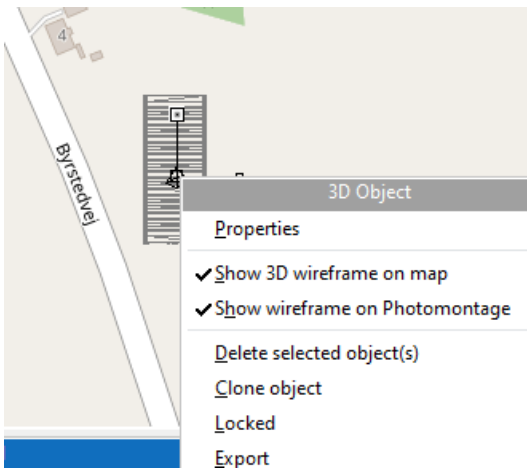 4
Byrstedvej
3D Object
Properties
Show 3D wireframe on map
Show wireframe on Photomontage
Delete selected object(s)
Clone object
Locked
Export